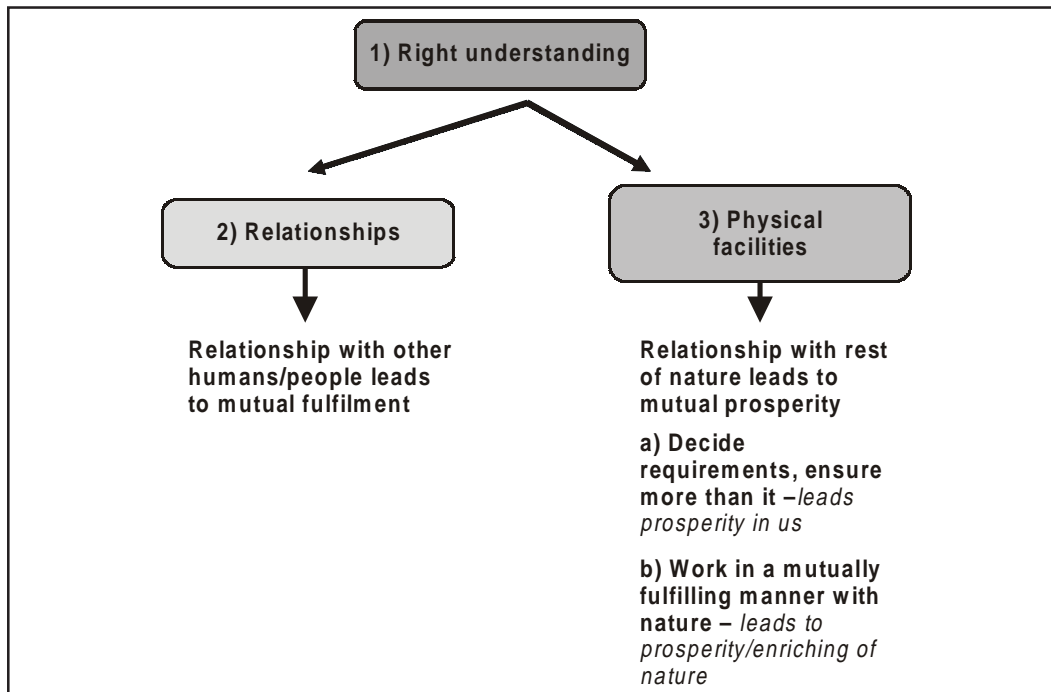 1) Right understanding
2) Relationships
3) Physical
facilities
Relationship with other
humans/people leads
to mutual fulfilment
Relationship with rest
of nature leads to
mutual prosperity
a) Decide
requirements, ensure
more than it –leads
prosperity in us
b) Work in a mutually
fulfilling manner with
nature – leads to
prosperity/enriching of
nature